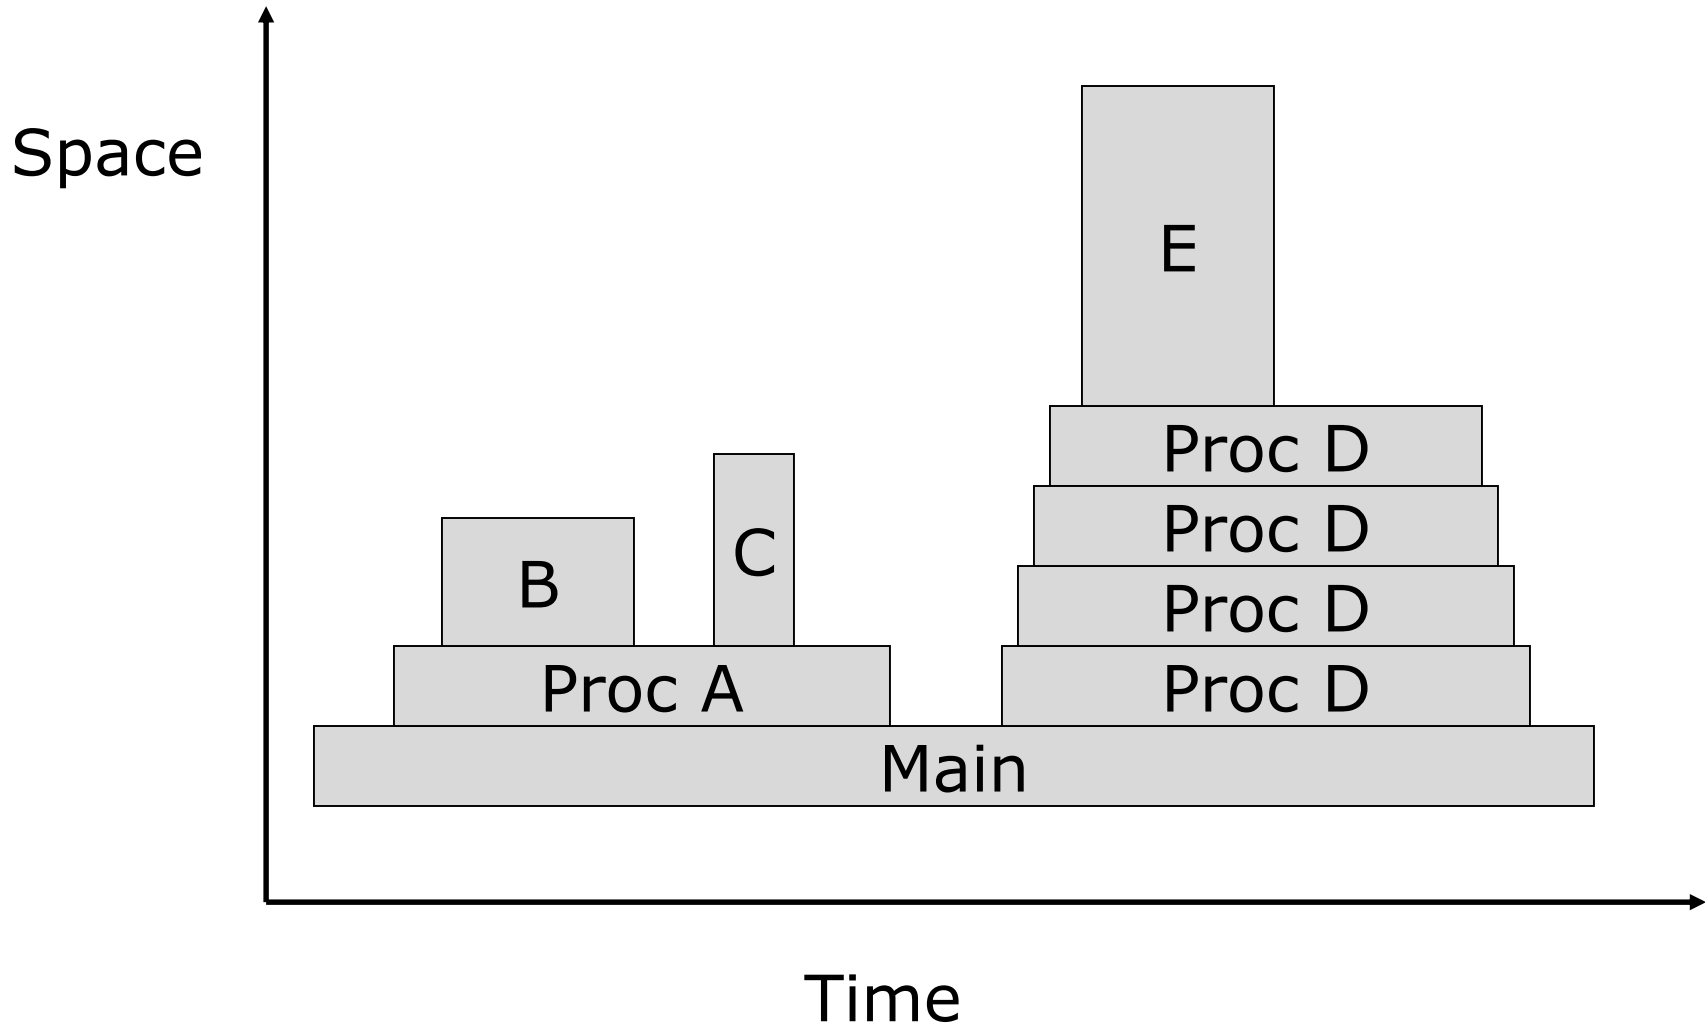 Space
E
Proc D
Proc D
Proc D
Proc D
B
C
Proc A
Main
Time